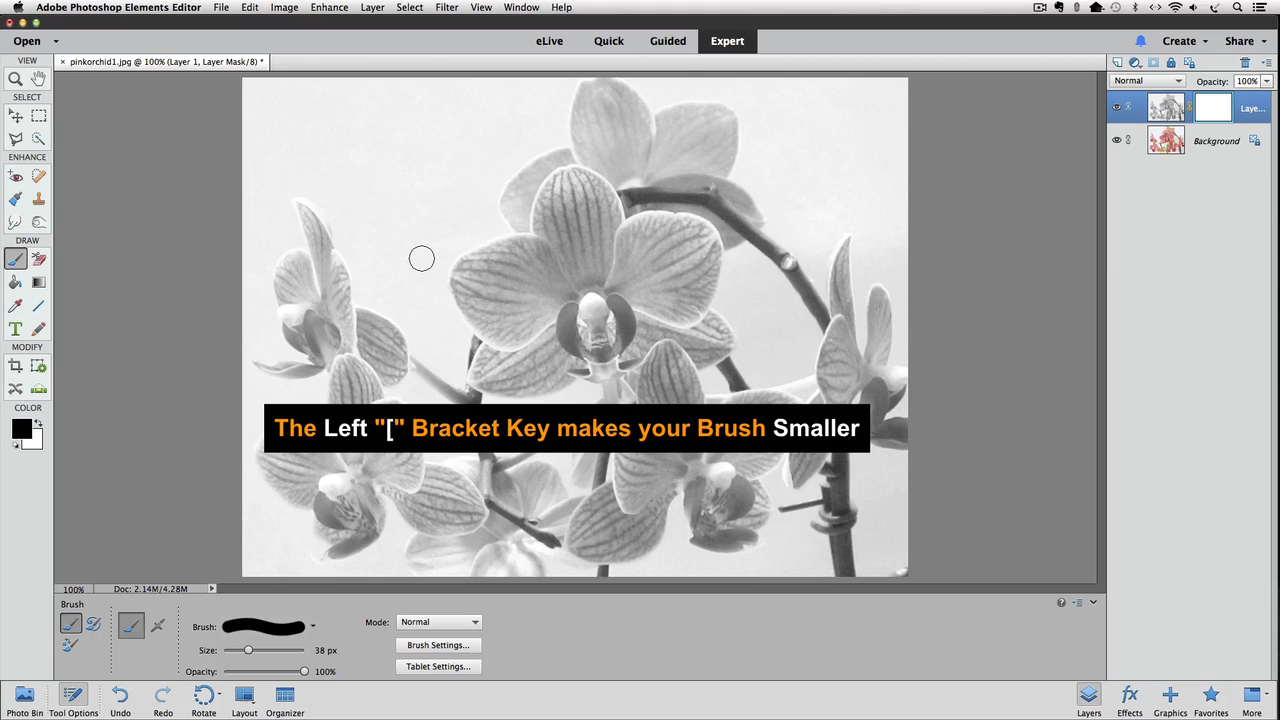 Adobe Photoshop Elements Editor File Edit Image Enhance Layer Select Filter View Window Help
Open eLive Quick Guided Expert Create Share
VIEW
× pinkorchid1.jpg @ 100% (Layer 1, Layer Mask/8) *
Normal Opacity: 100%
SELECT
Laye...
Background
ENHANCE
DRAW
T
MODIFY
COLOR
The Left "[" Bracket Key makes your Brush Smaller
100% Doc: 2.14M/4.28M
Brush
Brush:
Mode: Normal
Size: 38 px
Brush Settings...
Opacity: 100%
Tablet Settings...
Photo Bin Tool Options Undo Redo Rotate Layout Organizer Layers Effects Graphics Favorites More